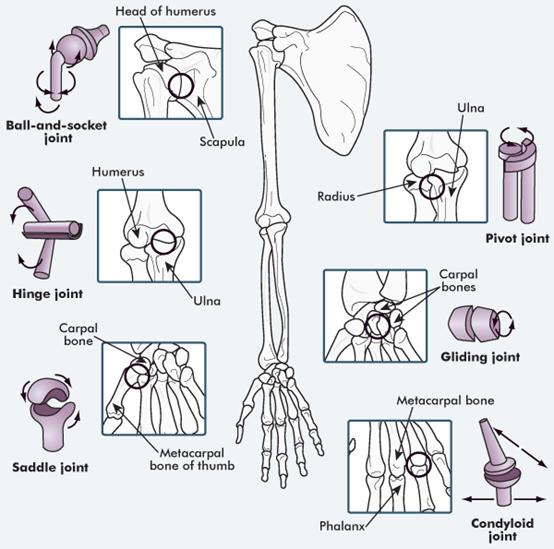 Head of humerus
Scapula
Ball-and-socket
joint
Humerus
Ulna
Hinge joint
Carpal
bone
Metacarpal
bone of thumb
Saddle joint
Ulna
Radius
Pivot joint
Carpal
bones
Gliding joint
Metacarpal bone
Phalanx
Condyloid
joint